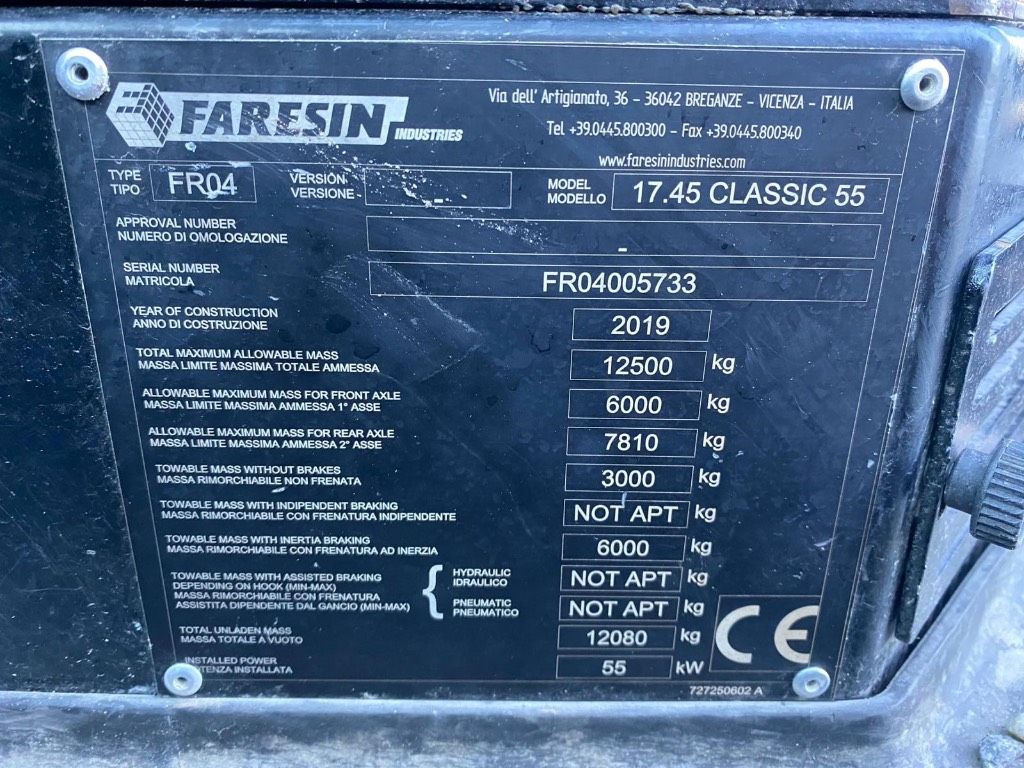 FARESIN INDUSTRIES
Via dell' Artigianato, 36 - 36042 BREGANZE - VICENZA - ITALIA
Tel +39.0445.800300 - Fax +39.0445.800340
www.faresinindustries.com
TYPE
TIPO
FR04
VERSION
VERSIONE
-
MODEL
MODELLO
17.45 CLASSIC 55
APPROVAL NUMBER
NUMERO DI OMOLOGAZIONE
-
SERIAL NUMBER
MATRICOLA
FR04005733
YEAR OF CONSTRUCTION
ANNO DI COSTRUZIONE
2019
TOTAL MAXIMUM ALLOWABLE MASS
MASSA LIMITE MASSIMA TOTALE AMMESSA
12500 kg
ALLOWABLE MAXIMUM MASS FOR FRONT AXLE
MASSA LIMITE MASSIMA AMMESSA 1° ASSE
6000 kg
ALLOWABLE MAXIMUM MASS FOR REAR AXLE
MASSA LIMITE MASSIMA AMMESSA 2° ASSE
7810 kg
TOWABLE MASS WITHOUT BRAKES
MASSA RIMORCHIABILE NON FRENATA
3000 kg
TOWABLE MASS WITH INDIPENDENT BRAKING
MASSA RIMORCHIABILE CON FRENATURA INDIPENDENTE
NOT APT kg
TOWABLE MASS WITH INERTIA BRAKING
MASSA RIMORCHIABILE CON FRENATURA AD INERZIA
6000 kg
TOWABLE MASS WITH ASSISTED BRAKING
DEPENDING ON HOOK (MIN-MAX)
MASSA RIMORCHIABILE CON FRENATURA
ASSISTITA DIPENDENTE DAL GANCIO (MIN-MAX)
HYDRAULIC
IDRAULICO
NOT APT kg
PNEUMATIC
PNEUMATICO
NOT APT kg
TOTAL UNLADEN MASS
MASSA TOTALE A VUOTO
12080 kg
INSTALLED POWER
POTENZA INSTALLATA
55 kW
CE
727250602 A